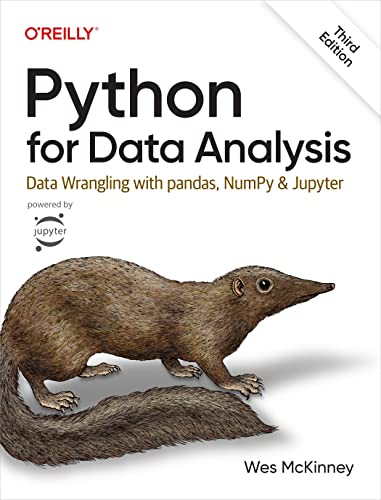 O'REILLY®
Third
Edition
Python
for Data Analysis
Data Wrangling with pandas, NumPy & Jupyter
powered by
jupyter
Wes McKinney